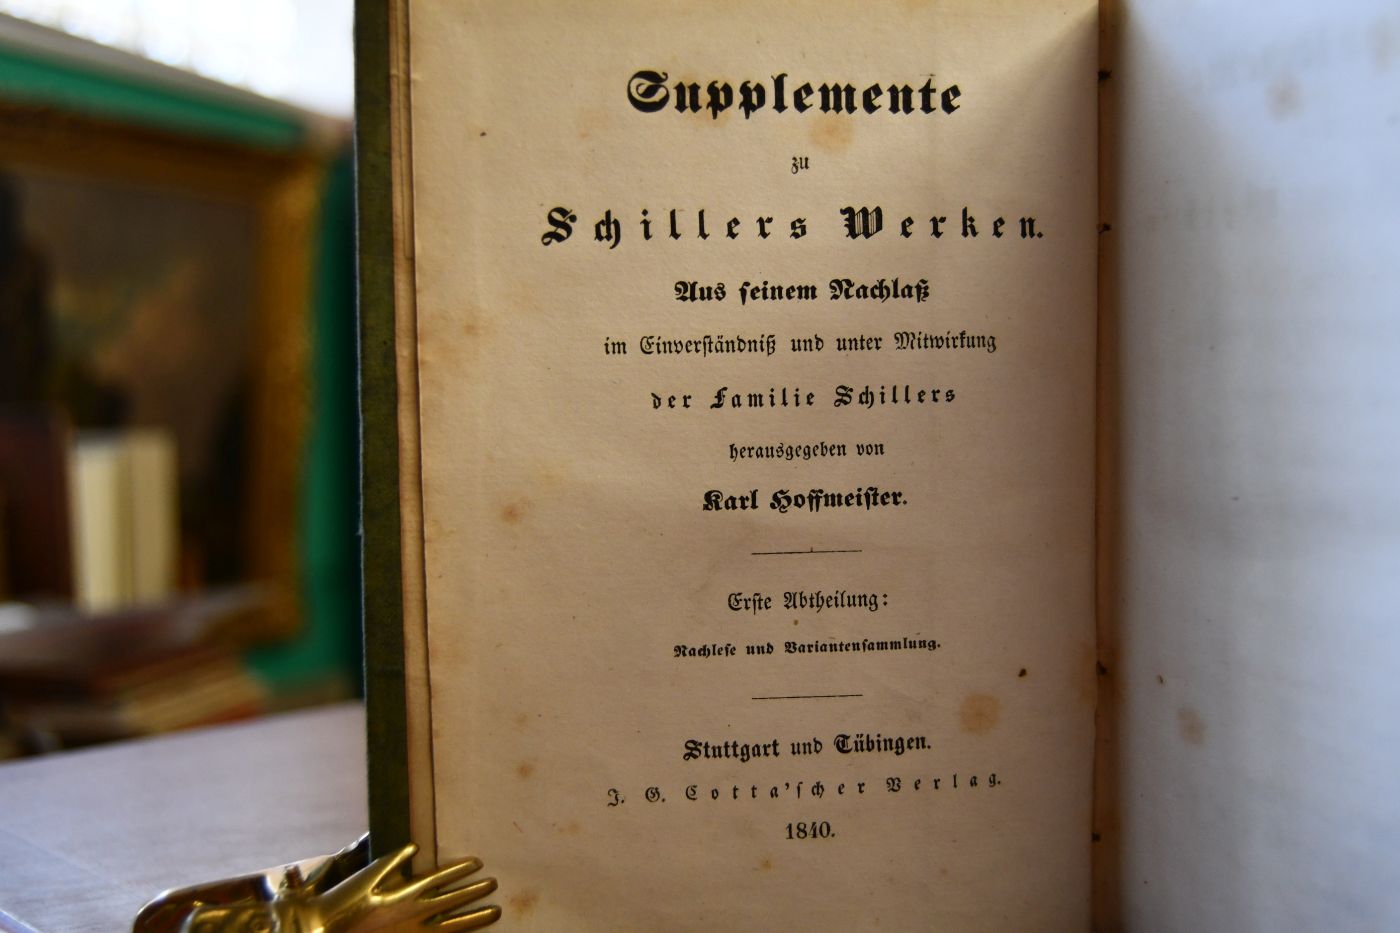 Supplemente
zu
Schillers Werken.
Aus seinem Nachlaß
im Einverständniß und unter Mitwirkung
der Familie Schillers
herausgegeben von
Karl Hoffmeister.
Erste Abtheilung:
Nachlese und Variantensammlung.
Stuttgart und Tübingen.
J. G. Cotta'scher Verlag.
1840.